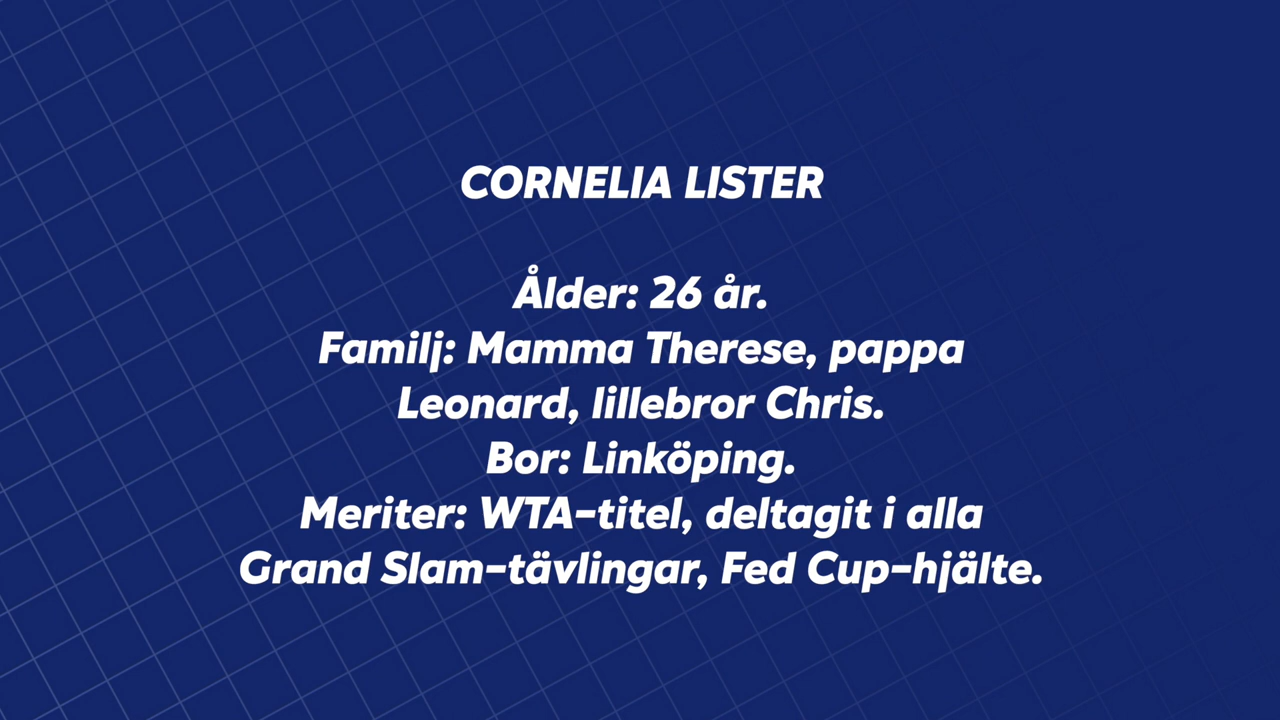 CORNELIA LISTER
Ålder: 26 år.
Familj: Mamma Therese, pappa
Leonard, lillebror Chris.
Bor: Linköping.
Meriter: WTA-titel, deltagit i alla
Grand Slam-tävlingar, Fed Cup-hjälte.